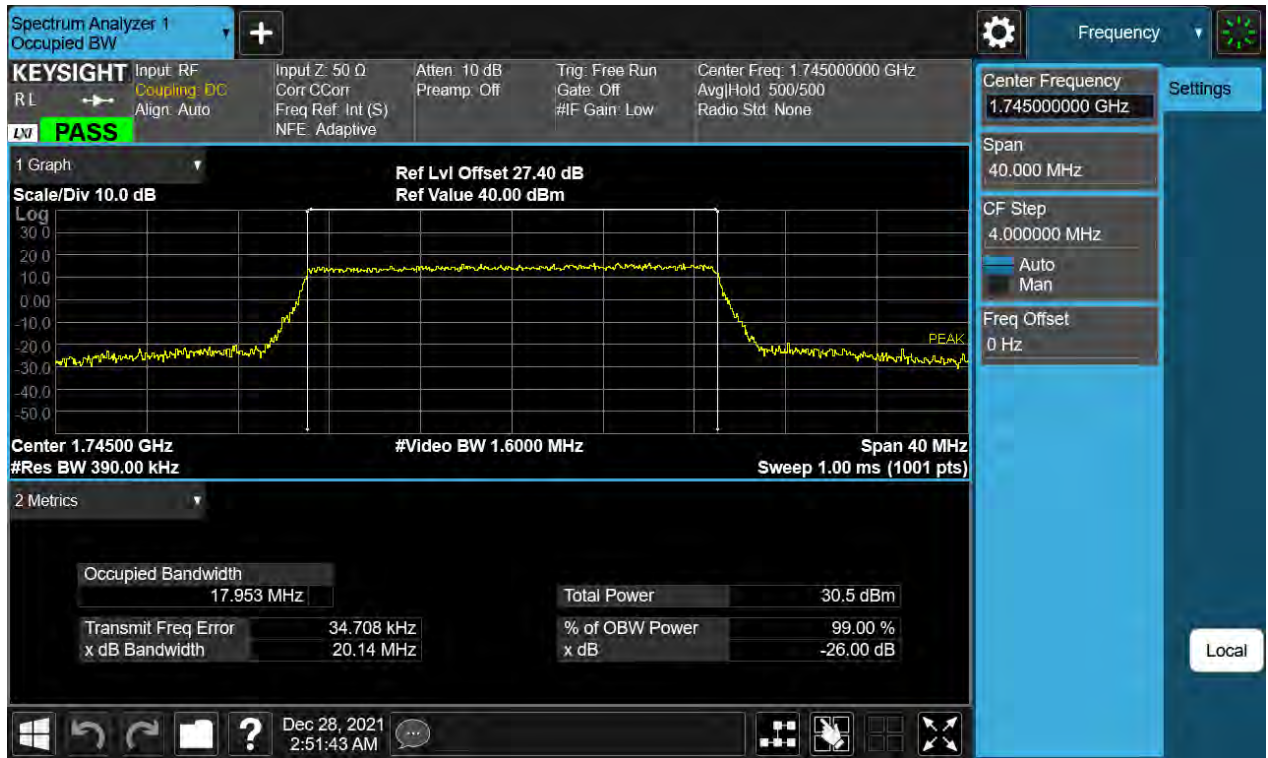 Spectrum Analyzer 1
Occupied BW
+
Frequency
KEYSIGHT
RL
LXI
PASS
Input: RF
Coupling: DC
Align: Auto
Input Z: 50 Ω
Corr CCorr
Freq Ref: Int (S)
NFE: Adaptive
Atten: 10 dB
Preamp: Off
Trig: Free Run
Gate: Off
#IF Gain: Low
Center Freq: 1.745000000 GHz
Avg|Hold: 500/500
Radio Std: None
Center Frequency
1.745000000 GHz
Settings
Span
40.000 MHz
CF Step
4.000000 MHz
Auto
Man
Freq Offset
0 Hz
Local
1 Graph
Scale/Div 10.0 dB
Ref Lvl Offset 27.40 dB
Ref Value 40.00 dBm
Log
30.0
20.0
10.0
0.00
-10.0
-20.0
-30.0
-40.0
-50.0
PEAK
Center 1.74500 GHz
#Video BW 1.6000 MHz
Span 40 MHz
#Res BW 390.00 kHz
Sweep 1.00 ms (1001 pts)
2 Metrics
Occupied Bandwidth
17.953 MHz
Total Power 30.5 dBm
Transmit Freq Error 34.708 kHz
% of OBW Power 99.00 %
x dB Bandwidth 20.14 MHz
x dB -26.00 dB
?
Dec 28, 2021
2:51:43 AM